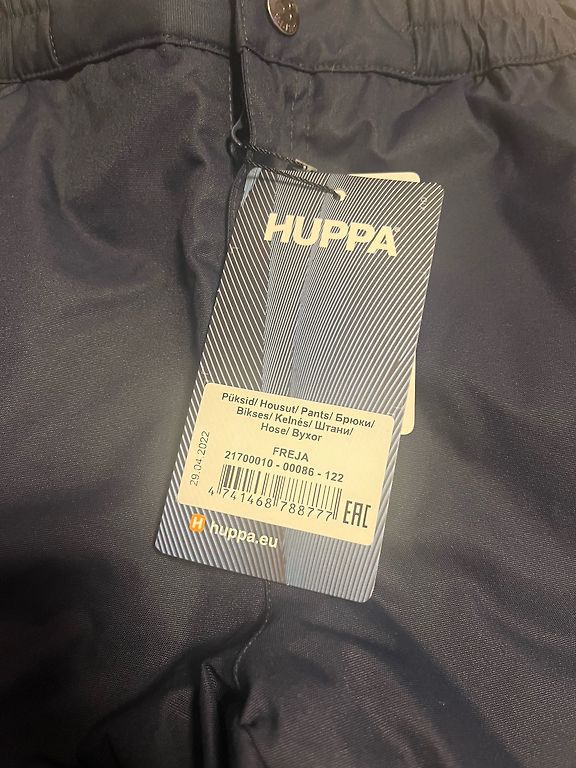 HUPPA
Püksid/ Housut/ Pants/ Брюки/
Bikses/ Kelnės/ Штани/
Hose/ Byxor
FREJA
21700010 - 00086 - 122
29.04.2022
4 741468 788777
EAC
H huppa.eu